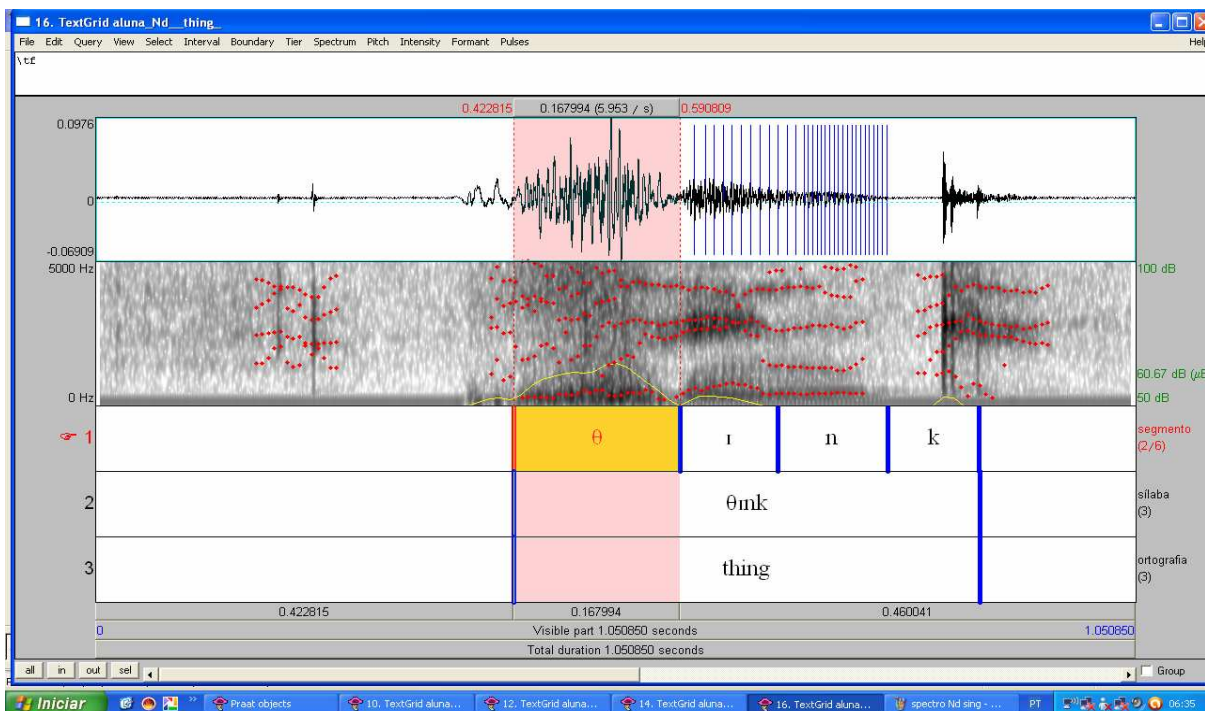 16. TextGrid aluna_Nd__thing_
File Edit Query View Select Interval Boundary Tier Spectrum Pitch Intensity Formant Pulses Help
\tf
0.422815 0.167994 (5.953 / s) 0.590809
0.0976
0
-0.06909
5000 Hz 100 dB
60.67 dB (µE
0 Hz 50 dB
1 θ ɪ n k segmento
(2/6)
2 θɪnk sílaba
(3)
3 thing ortografia
(3)
0.422815 0.167994 0.460041
0 Visible part 1.050850 seconds 1.050850
Total duration 1.050850 seconds
all in out sel Group
Iniciar Praat objects 10. TextGrid aluna... 12. TextGrid aluna... 14. TextGrid aluna... 16. TextGrid aluna... spectro Nd sing - ... PT 06:35